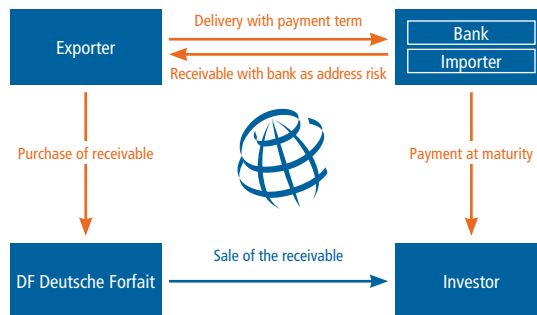 Delivery with payment term
Exporter
Bank
Importer
Receivable with bank as address risk
Purchase of receivable
Payment at maturity
Sale of the receivable
DF Deutsche Forfait
Investor